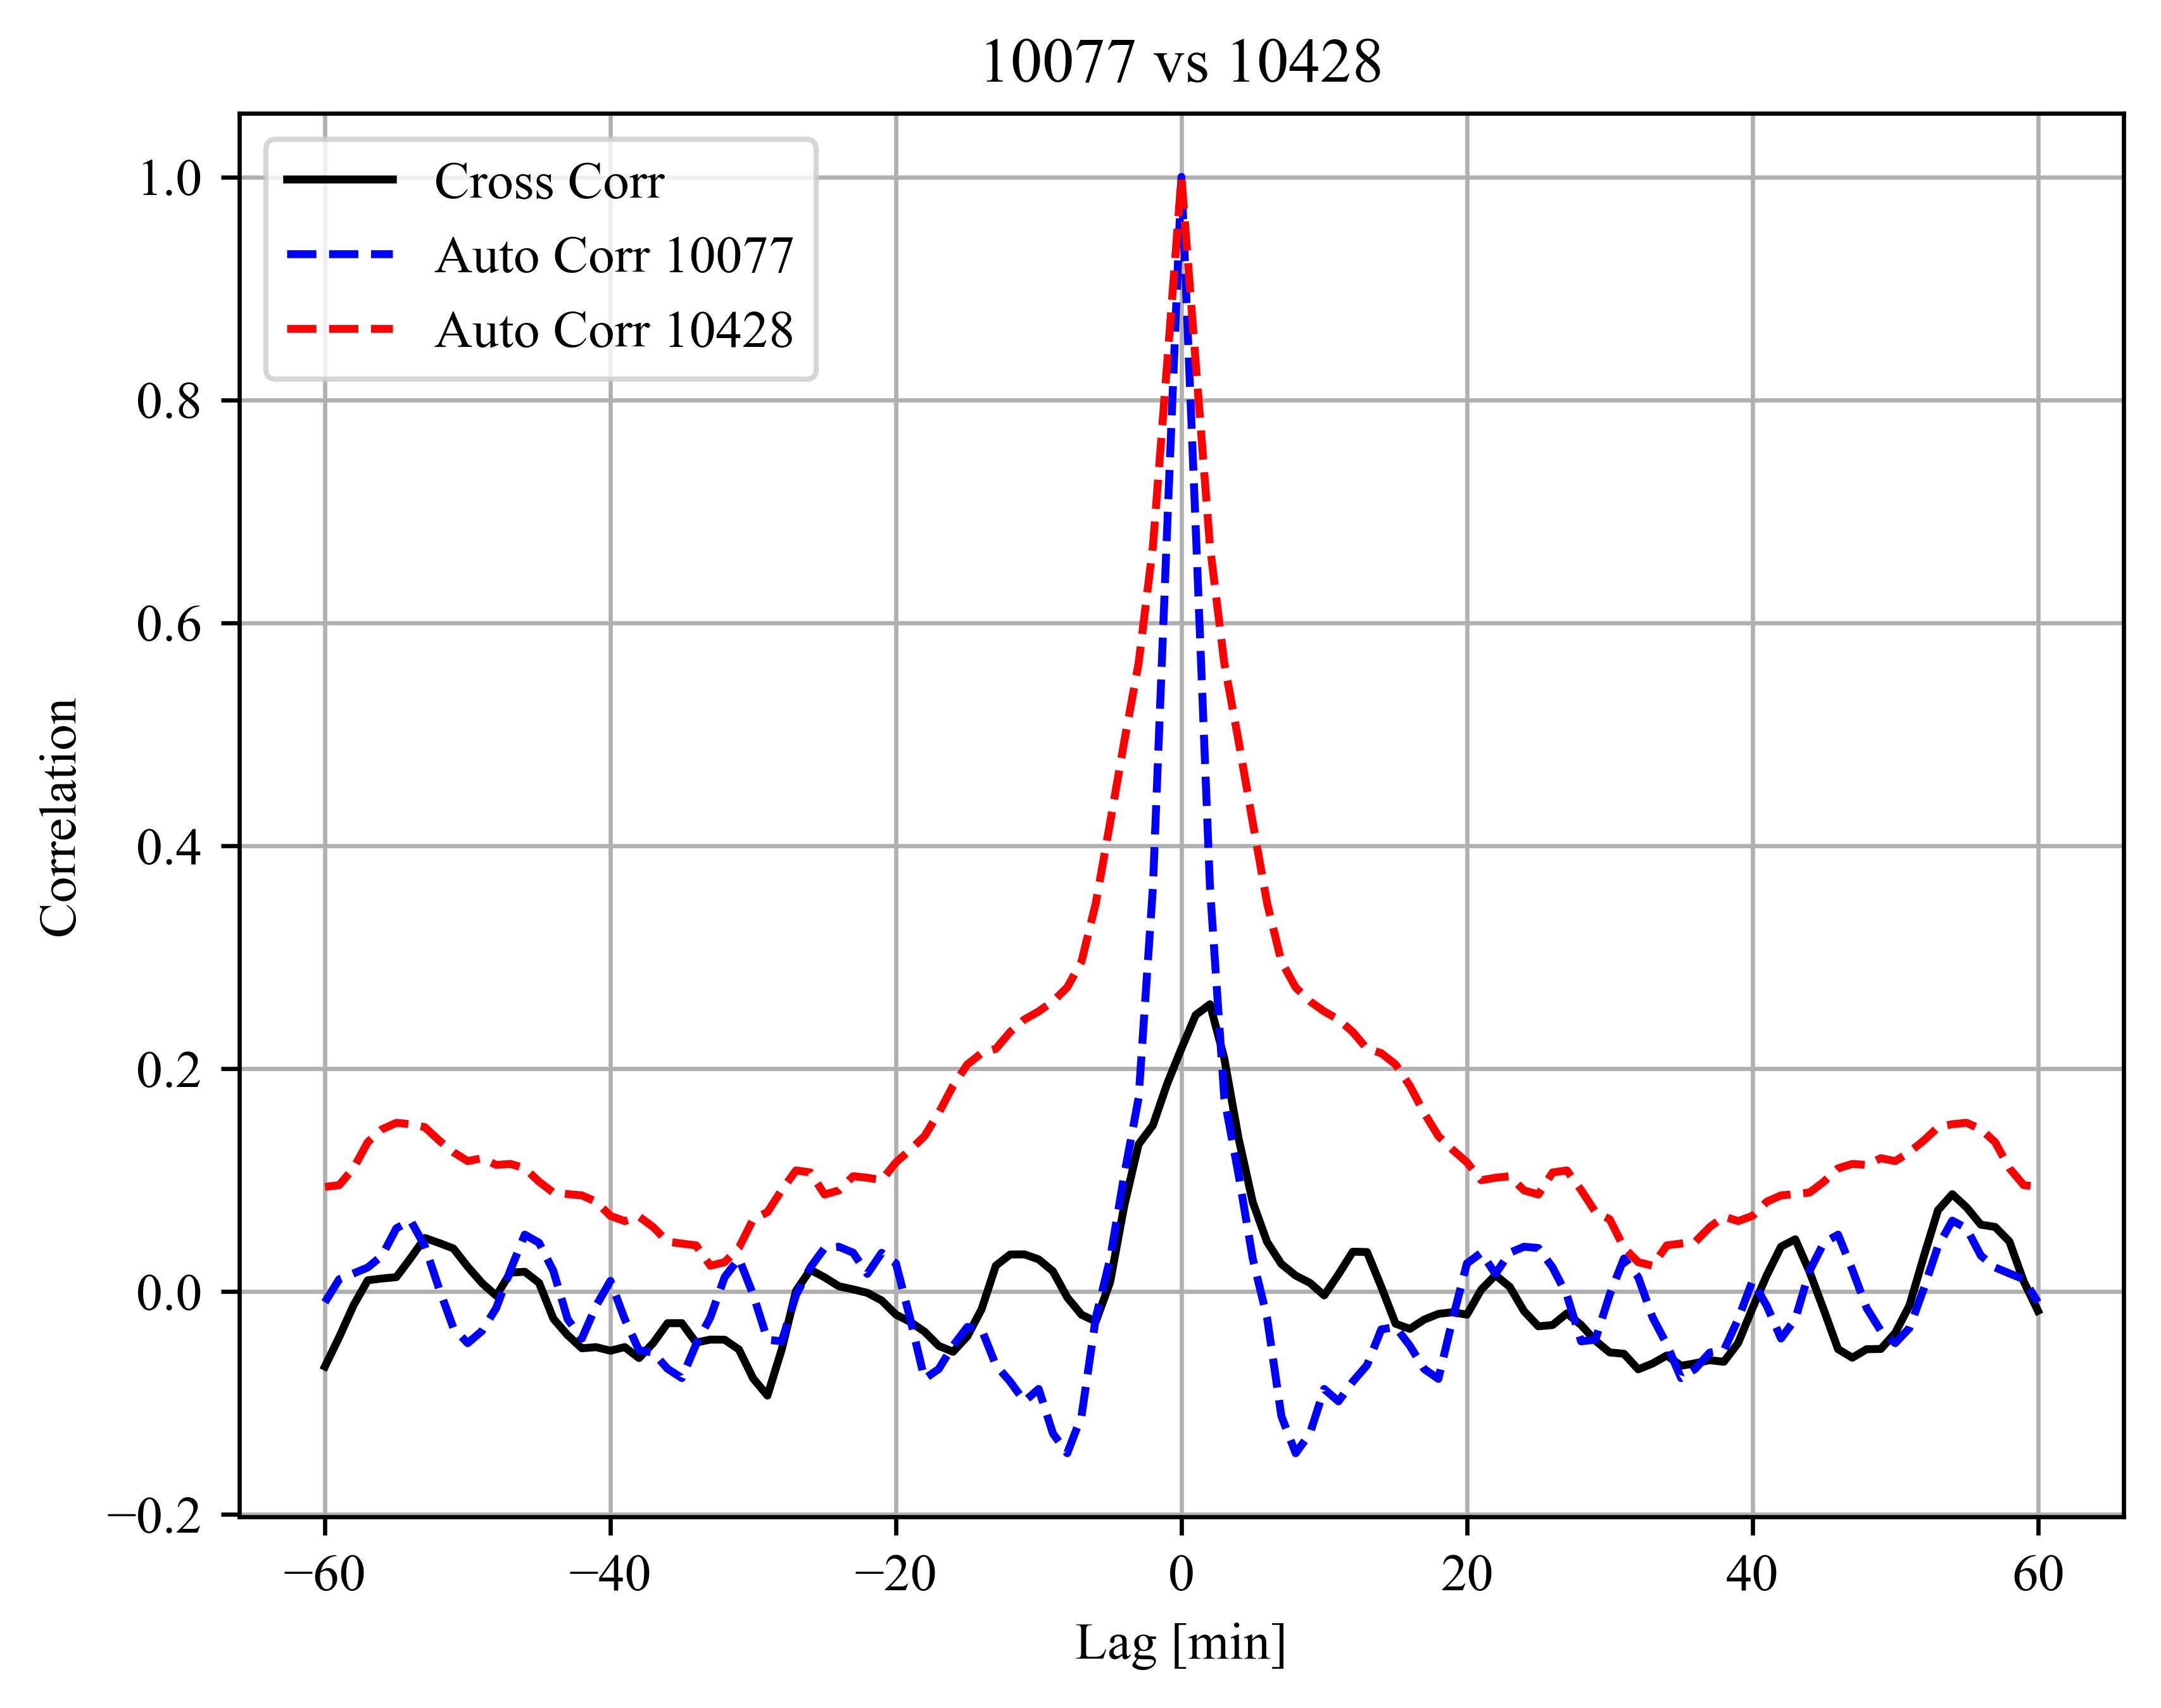 10077 vs 10428
Cross Corr
Auto Corr 10077
Auto Corr 10428
1.0
0.8
0.6
0.4
0.2
0.0
−0.2
Correlation
−60 −40 −20 0 20 40 60
Lag [min]